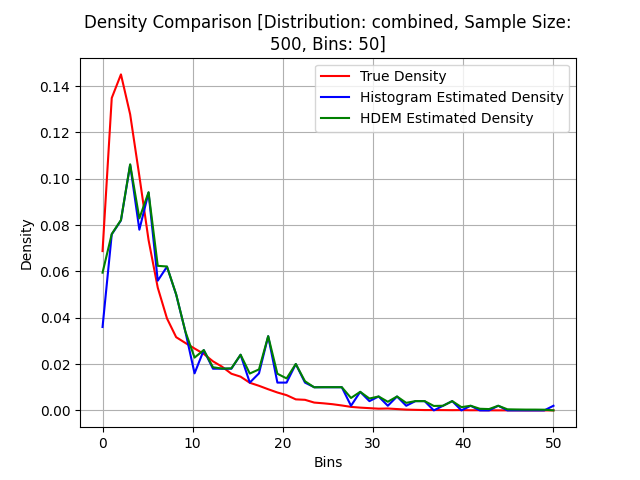 Density Comparison [Distribution: combined, Sample Size:
500, Bins: 50]
True Density
Histogram Estimated Density
HDEM Estimated Density
Density
0.14
0.12
0.10
0.08
0.06
0.04
0.02
0.00
0 10 20 30 40 50
Bins